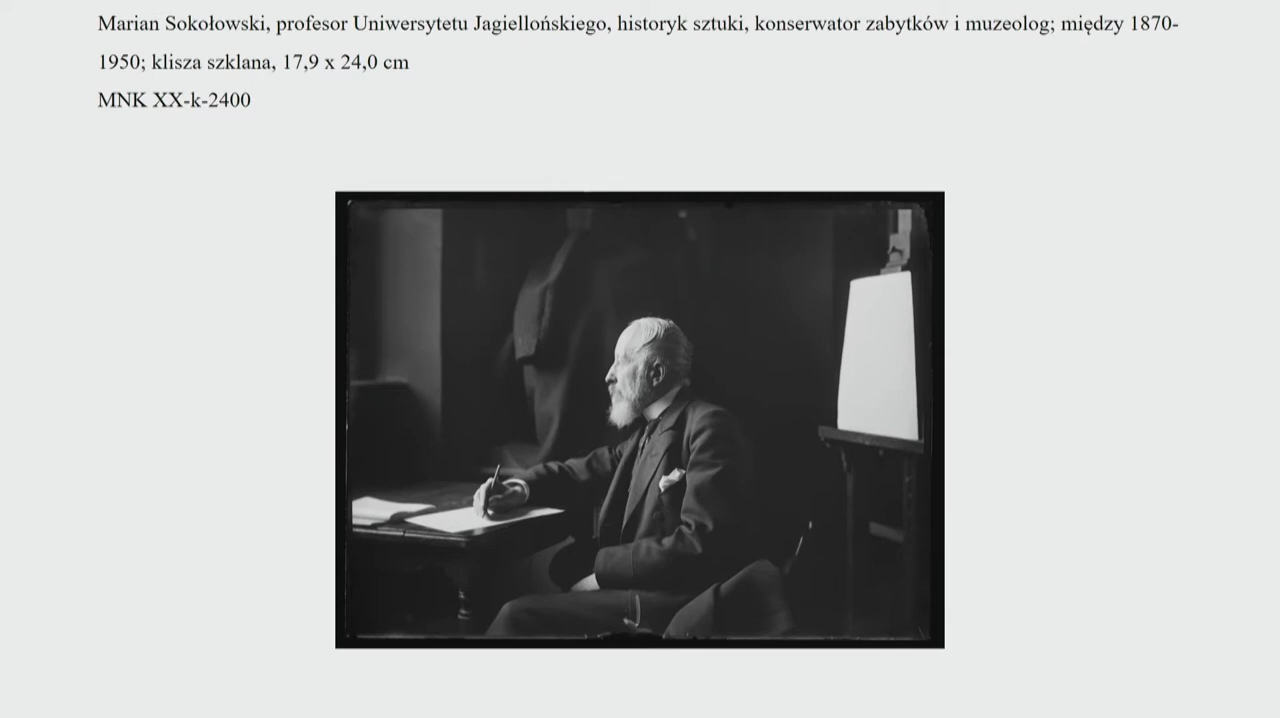 Marian Sokołowski, profesor Uniwersytetu Jagiellońskiego, historyk sztuki, konserwator zabytków i muzeolog; między 1870-
1950; klisza szklana, 17,9 x 24,0 cm
MNK XX-k-2400